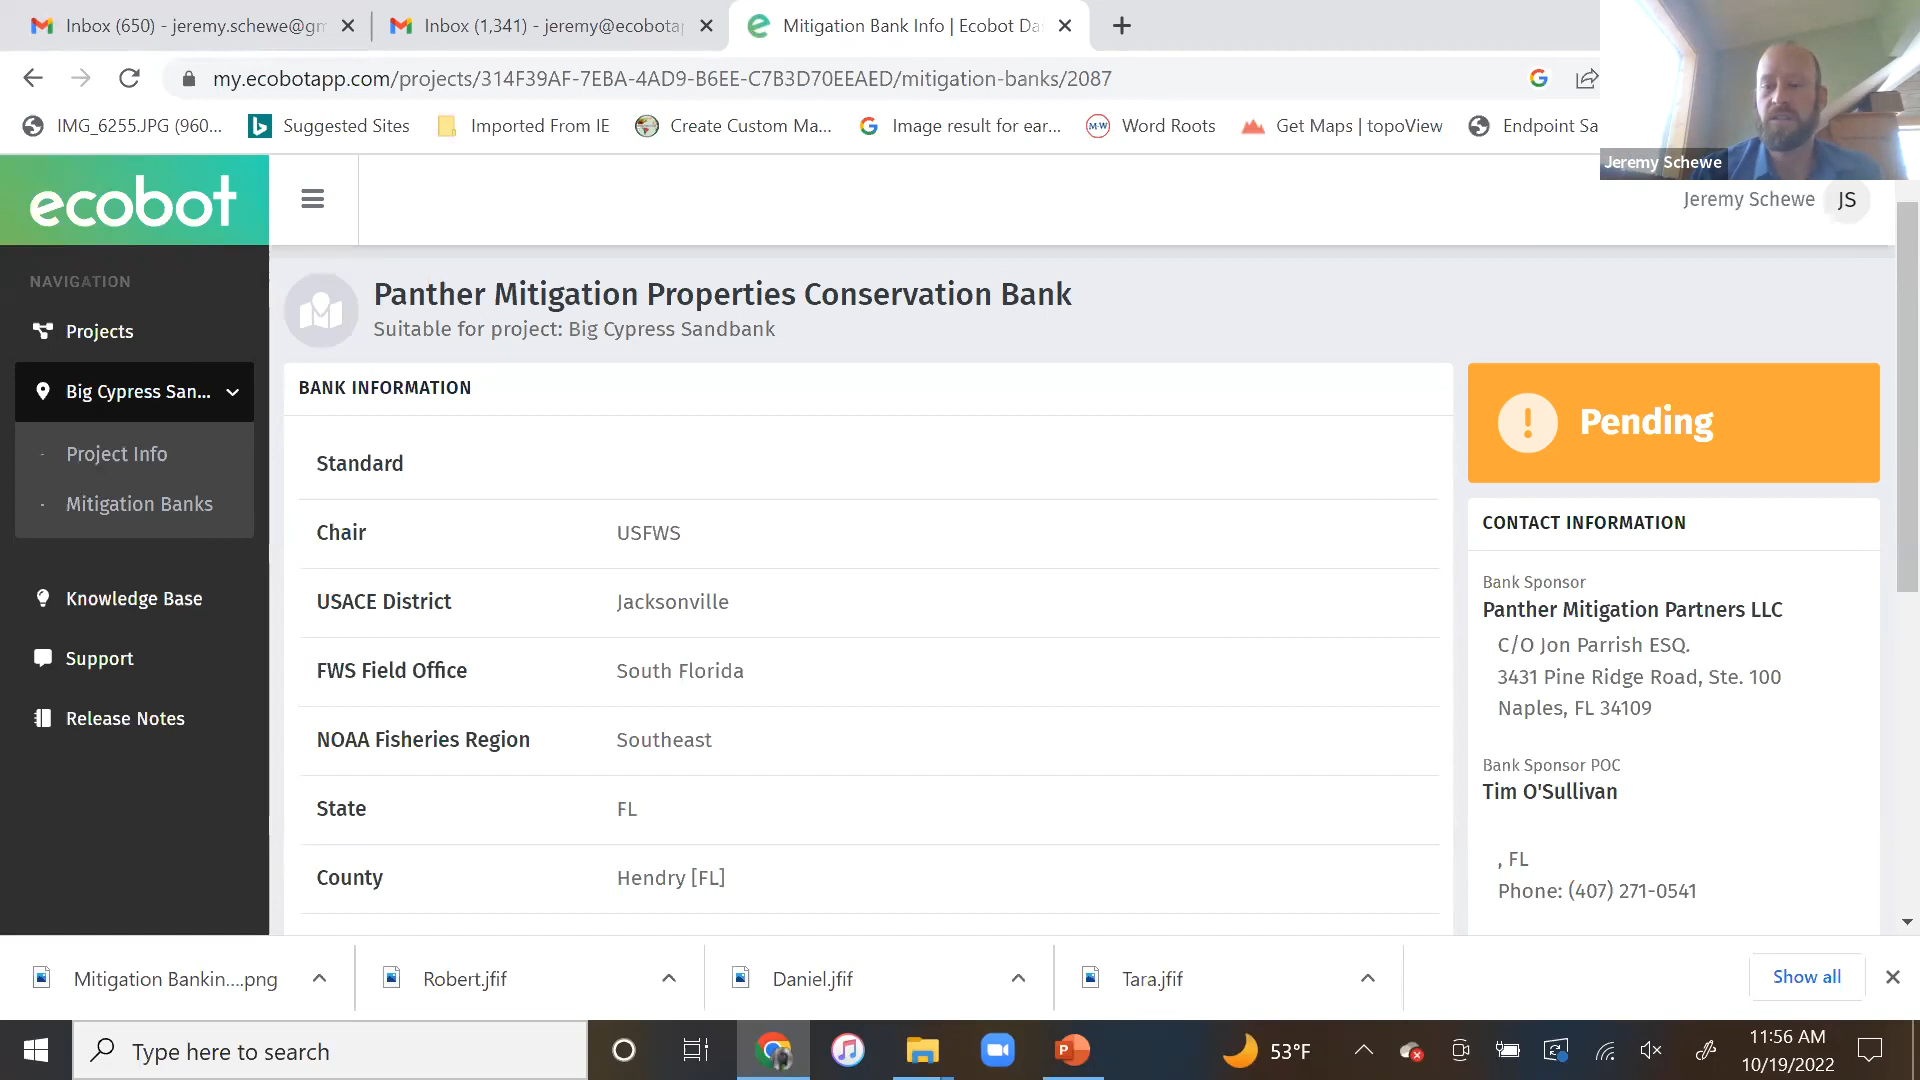 Inbox (650) - jeremy.schewe@gm
Inbox (1,341) - jeremy@ecobota
Mitigation Bank Info | Ecobot Da
my.ecobotapp.com/projects/314F39AF-7EBA-4AD9-B6EE-C7B3D70EEAED/mitigation-banks/2087
IMG_6255.JPG (960...
Suggested Sites
Imported From IE
Create Custom Ma...
Image result for ear...
M-W
Word Roots
Get Maps | topoView
Endpoint Sa
Jeremy Schewe
ecobot
Jeremy Schewe
JS
NAVIGATION
Projects
Big Cypress San...
- Project Info
- Mitigation Banks
Knowledge Base
Support
Release Notes
Panther Mitigation Properties Conservation Bank
Suitable for project: Big Cypress Sandbank
BANK INFORMATION
Standard
Chair USFWS
USACE District Jacksonville
FWS Field Office South Florida
NOAA Fisheries Region Southeast
State FL
County Hendry [FL]
! Pending
CONTACT INFORMATION
Bank Sponsor
Panther Mitigation Partners LLC
C/O Jon Parrish ESQ.
3431 Pine Ridge Road, Ste. 100
Naples, FL 34109
Bank Sponsor POC
Tim O'Sullivan
, FL
Phone: (407) 271-0541
Mitigation Bankin....png
Robert.jfif
Daniel.jfif
Tara.jfif
Show all
Type here to search
P
53°F
11:56 AM
10/19/2022